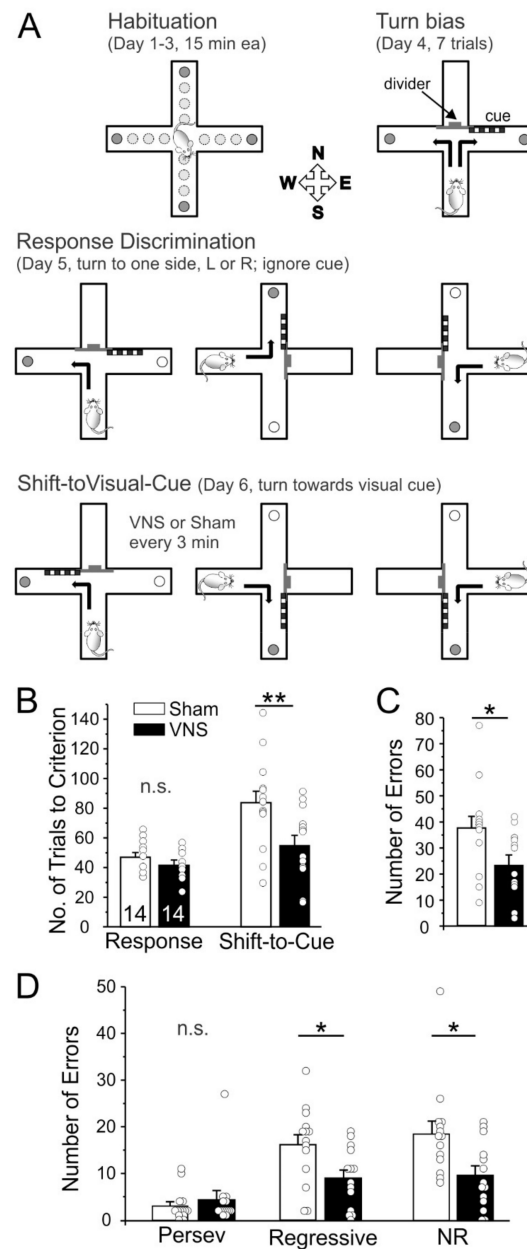 A
Habituation
(Day 1-3, 15 min ea)
Turn bias
(Day 4, 7 trials)
divider
cue
N
W E
S
Response Discrimination
(Day 5, turn to one side, L or R; ignore cue)
Shift-toVisual-Cue (Day 6, turn towards visual cue)
VNS or Sham
every 3 min
B
Sham
VNS
n.s.
**
No. of Trials to Criterion
140
120
100
80
60
40
20
0
14 14
Response Shift-to-Cue
C
*
Number of Errors
80
70
60
50
40
30
20
10
0
D
n.s.
*
*
Number of Errors
50
40
30
20
10
0
Persev Regressive NR